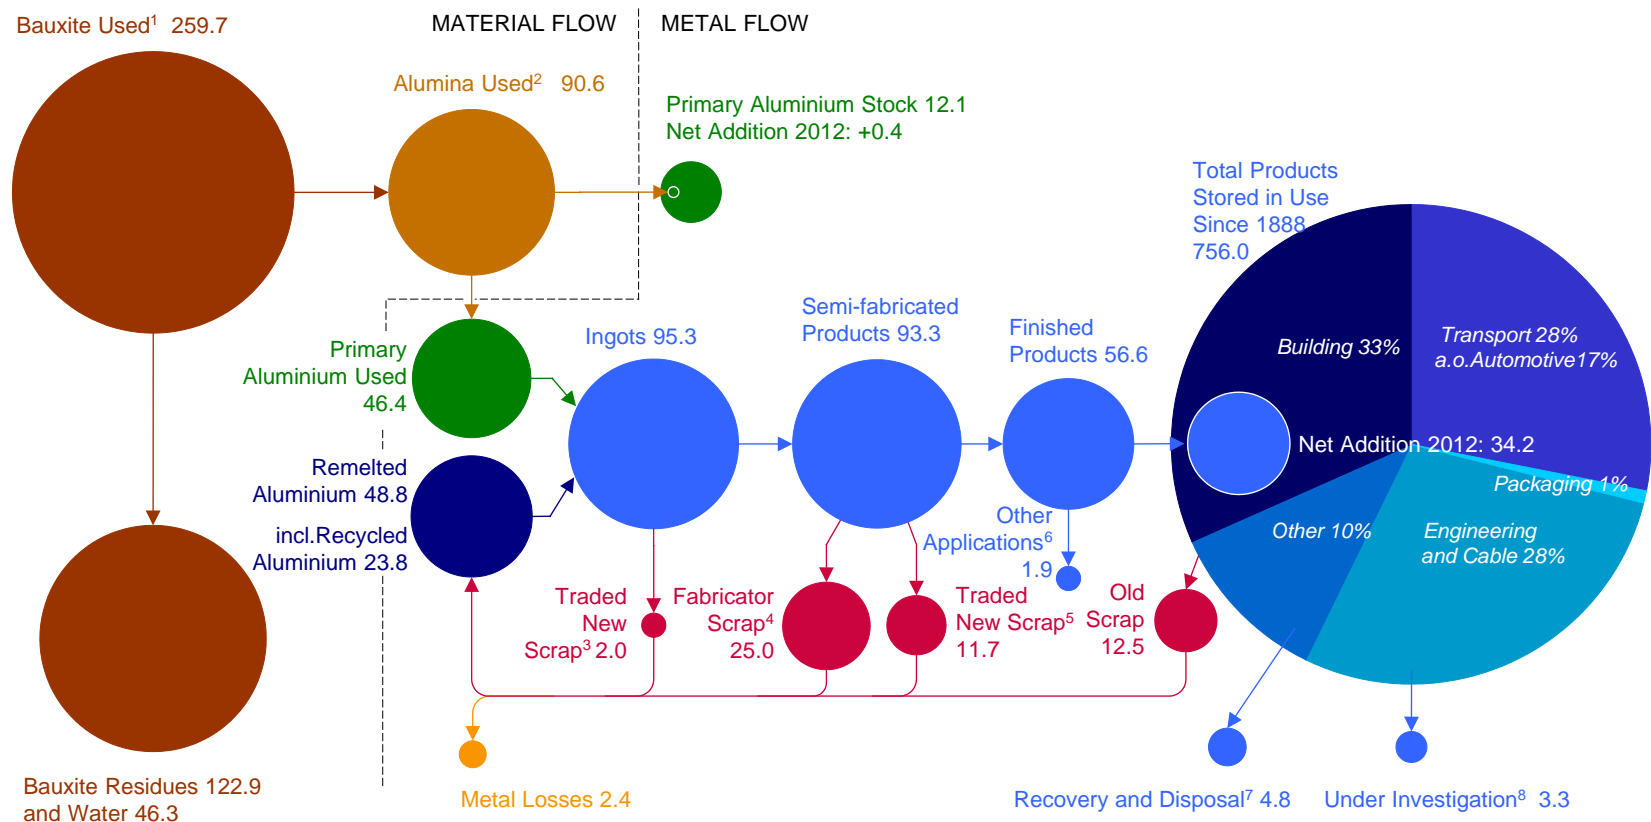 Bauxite Used¹ 259.7
MATERIAL FLOW
METAL FLOW
Alumina Used² 90.6
Primary Aluminium Stock 12.1
Net Addition 2012: +0.4
Total Products
Stored in Use
Since 1888
756.0
Building 33%
Transport 28%
a.o.Automotive17%
Net Addition 2012: 34.2
Packaging 1%
Other 10%
Engineering
and Cable 28%
Primary
Aluminium Used
46.4
Ingots 95.3
Semi-fabricated
Products 93.3
Finished
Products 56.6
Remelted
Aluminium 48.8
incl.Recycled
Aluminium 23.8
Other
Applications⁶
1.9
Traded
New
Scrap³ 2.0
Fabricator
Scrap⁴
25.0
Traded
New Scrap⁵
11.7
Old
Scrap
12.5
Bauxite Residues 122.9
and Water 46.3
Metal Losses 2.4
Recovery and Disposal⁷ 4.8
Under Investigation⁸ 3.3